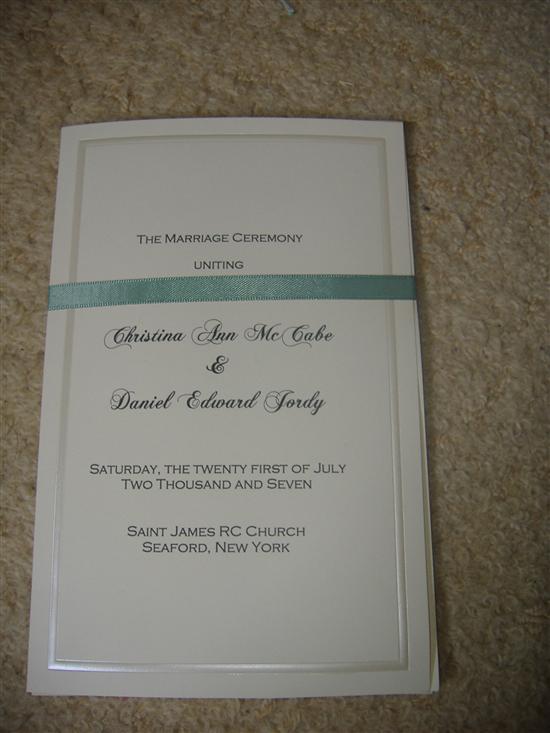 The Marriage Ceremony
uniting
Christina Ann McCabe
&
Daniel Edward Jordy
Saturday, the twenty first of July
Two Thousand and Seven
Saint James RC Church
Seaford, New York